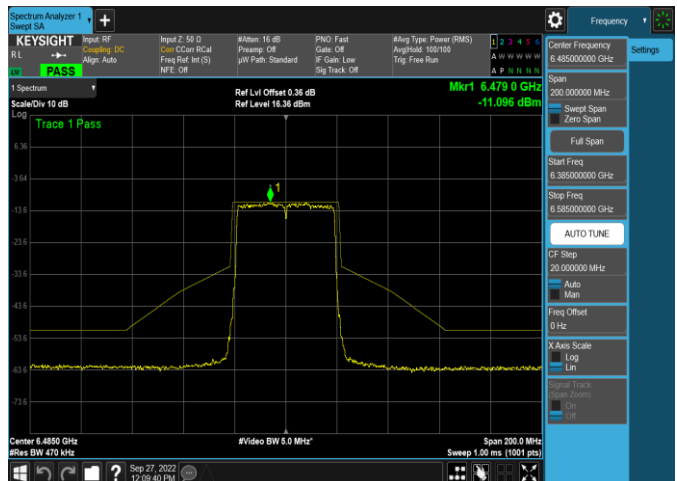 Spectrum Analyzer 1
Swept SA
+
Frequency
KEYSIGHT
RL
LW
PASS
Input: RF
Coupling: DC
Align: Auto
Input Z: 50 Ω
Corr CCorr RCal
Freq Ref: Int (S)
NFE: Off
#Atten: 16 dB
Preamp: Off
µW Path: Standard
PNO: Fast
Gate: Off
IF Gain: Low
Sig Track: Off
#Avg Type: Power (RMS)
Avg|Hold: 100/100
Trig: Free Run
1 2 3 4 5 6
A W W W W W
A P N N N N
1 Spectrum
Scale/Div 10 dB
Ref Lvl Offset 0.36 dB
Ref Level 16.36 dBm
Mkr1 6.479 0 GHz
-11.096 dBm
Log
Trace 1 Pass
6.36
-3.64
1
-13.6
-23.6
-33.6
-43.6
-53.6
-63.6
-73.6
Center 6.4850 GHz
#Res BW 470 kHz
#Video BW 5.0 MHz*
Span 200.0 MHz
Sweep 1.00 ms (1001 pts)
Sep 27, 2022
12:09:40 PM
?
Center Frequency
6.485000000 GHz
Settings
Span
200.000000 MHz
Swept Span
Zero Span
Full Span
Start Freq
6.385000000 GHz
Stop Freq
6.585000000 GHz
AUTO TUNE
CF Step
20.000000 MHz
Auto
Man
Freq Offset
0 Hz
X Axis Scale
Log
Lin
Signal Track
(Span Zoom)
On
Off